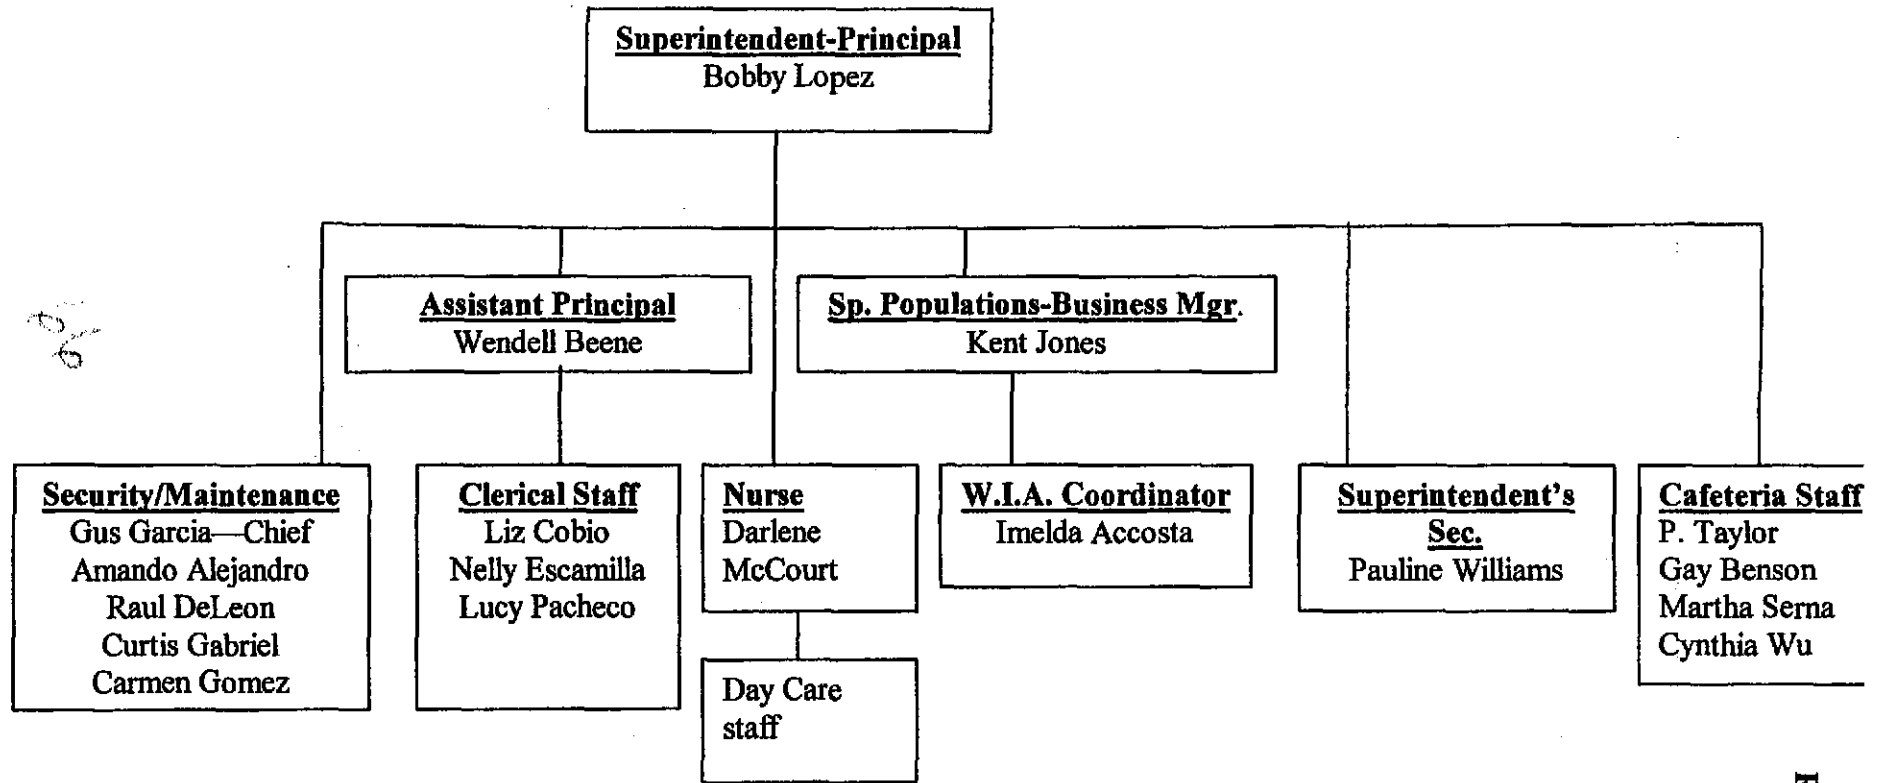 Superintendent-Principal
Bobby Lopez
Assistant Principal
Wendell Beene
Sp. Populations-Business Mgr.
Kent Jones
Security/Maintenance
Gus Garcia—Chief
Amando Alejandro
Raul DeLeon
Curtis Gabriel
Carmen Gomez
Clerical Staff
Liz Cobio
Nelly Escamilla
Lucy Pacheco
Nurse
Darlene
McCourt
Day Care
staff
W.I.A. Coordinator
Imelda Accosta
Superintendent's
Sec.
Pauline Williams
Cafeteria Staff
P. Taylor
Gay Benson
Martha Serna
Cynthia Wu